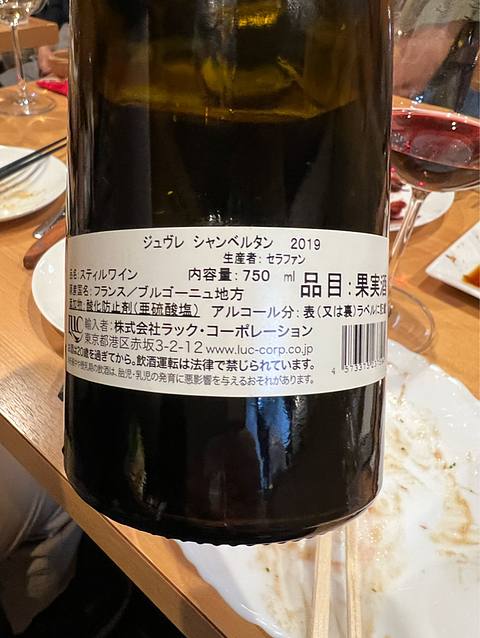 ジュヴレ シャンベルタン 2019
生産者: セラファン
品名: スティルワイン 内容量: 750 ml 品目: 果実酒
原産国名: フランス/ブルゴーニュ地方
添加物: 酸化防止剤(亜硫酸塩) アルコール分: 表(又は裏)ラベルに記載
LUC 輸入者: 株式会社ラック・コーポレーション
東京都港区赤坂3-2-12 www.luc-corp.co.jp
飲酒は20歳を過ぎてから。飲酒運転は法律で禁じられています。
妊娠中や授乳期の飲酒は、胎児・乳児の発育に悪影響を与えるおそれがあります。